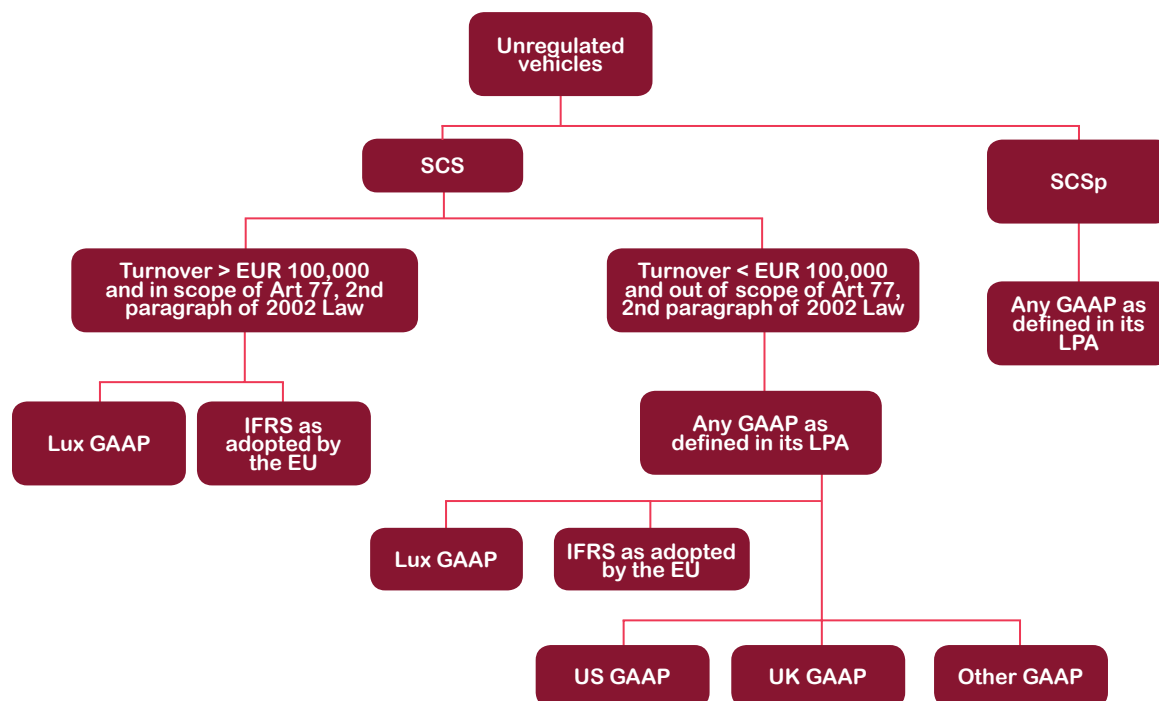 Unregulated
vehicles
SCS
SCSp
Turnover > EUR 100,000
and in scope of Art 77, 2nd
paragraph of 2002 Law
Turnover < EUR 100,000
and out of scope of Art 77,
2nd paragraph of 2002 Law
Any GAAP as
defined in its
LPA
Lux GAAP
IFRS as
adopted by
the EU
Any GAAP as
defined in its LPA
Lux GAAP
IFRS as adopted
by the EU
US GAAP
UK GAAP
Other GAAP